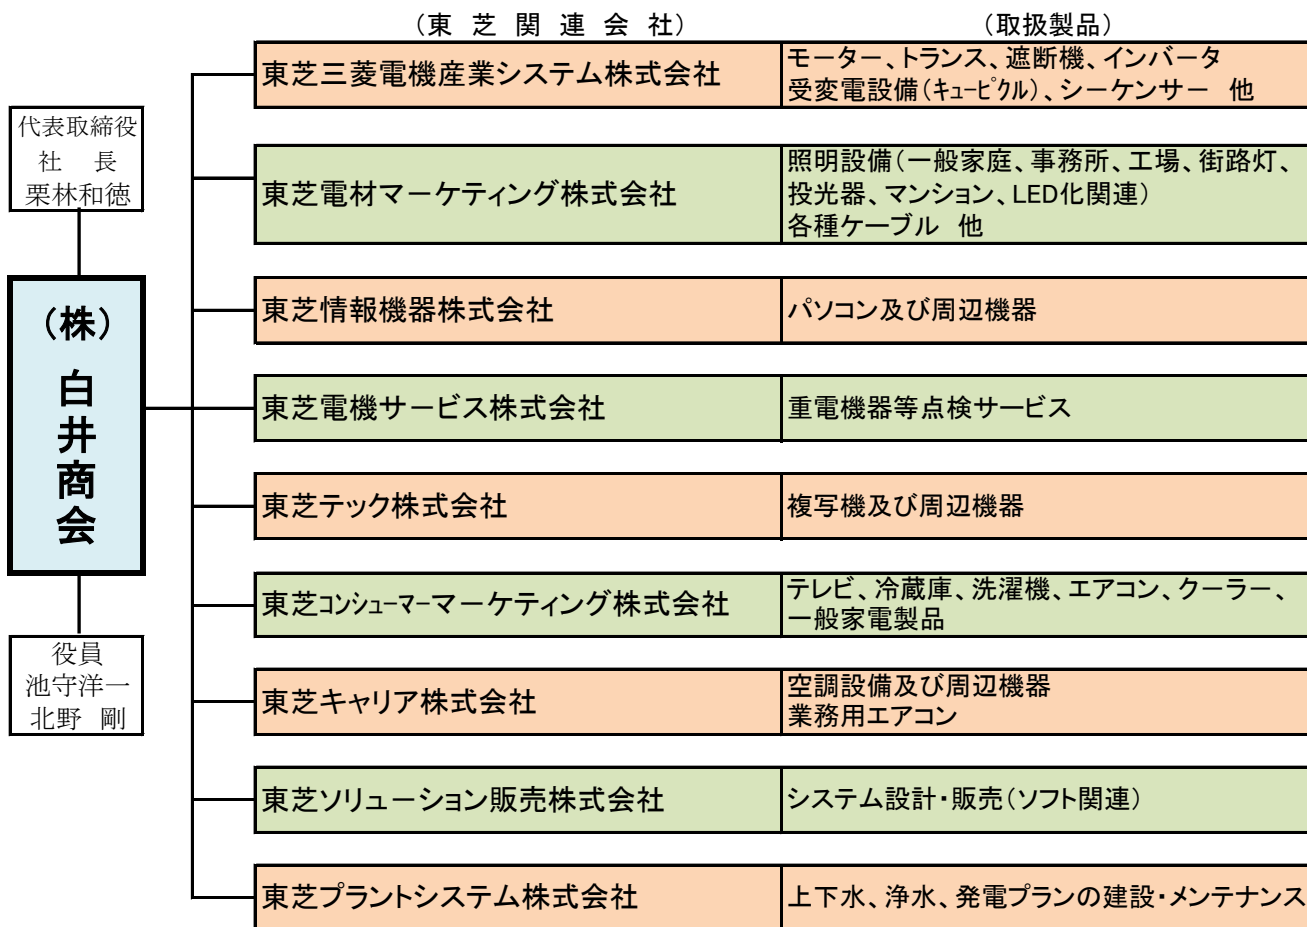 （東 芝 関 連 会 社）
（取扱製品）
代表取締役
社 長
栗林和徳
（株）
白
井
商
会
役員
池守洋一
北野 剛
東芝三菱電機産業システム株式会社
モーター、トランス、遮断機、インバータ
受変電設備（キュービクル）、シーケンサー 他
東芝電材マーケティング株式会社
照明設備（一般家庭、事務所、工場、街路灯、
投光器、マンション、LED化関連）
各種ケーブル 他
東芝情報機器株式会社
パソコン及び周辺機器
東芝電機サービス株式会社
重電機器等点検サービス
東芝テック株式会社
複写機及び周辺機器
東芝コンシューマーマーケティング株式会社
テレビ、冷蔵庫、洗濯機、エアコン、クーラー、
一般家電製品
東芝キャリア株式会社
空調設備及び周辺機器
業務用エアコン
東芝ソリューション販売株式会社
システム設計・販売（ソフト関連）
東芝プラントシステム株式会社
上下水、浄水、発電プランの建設・メンテナンス